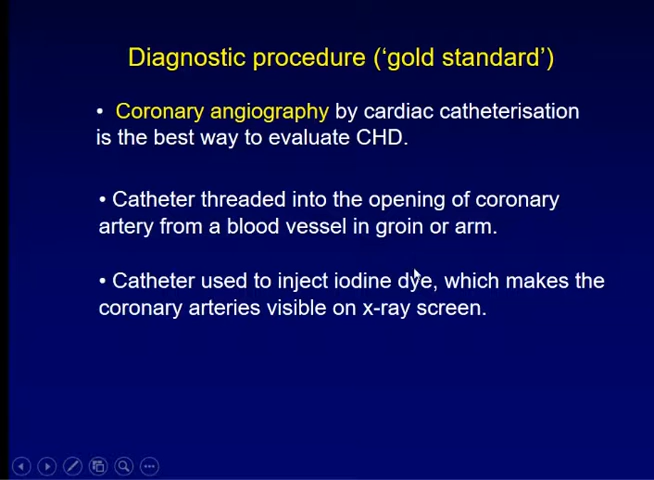 Diagnostic procedure (‘gold standard’)
• Coronary angiography by cardiac catheterisation
is the best way to evaluate CHD.
• Catheter threaded into the opening of coronary
artery from a blood vessel in groin or arm.
• Catheter used to inject iodine dye, which makes the
coronary arteries visible on x-ray screen.